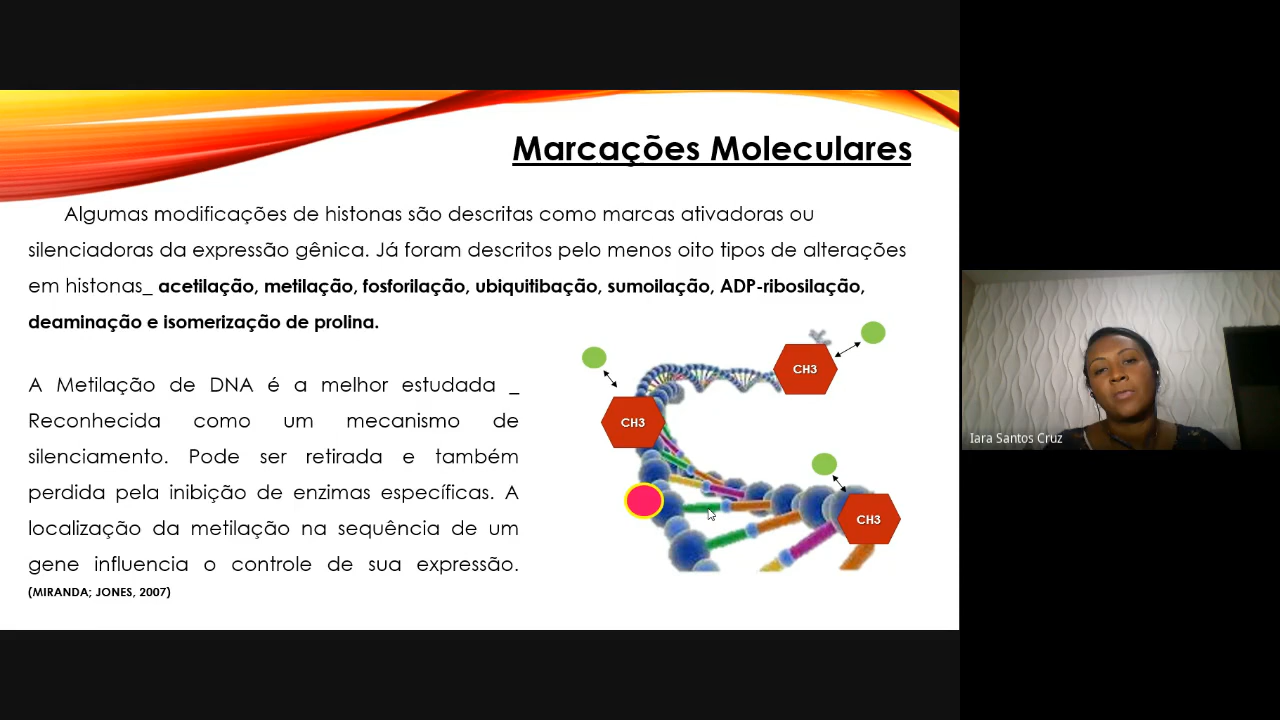 Marcações Moleculares
Algumas modificações de histonas são descritas como marcas ativadoras ou
silenciadoras da expressão gênica. Já foram descritos pelo menos oito tipos de alterações
em histonas_ acetilação, metilação, fosforilação, ubiquitibação, sumoilação, ADP-ribosilação,
deaminação e isomerização de prolina.
A Metilação de DNA é a melhor estudada _
Reconhecida como um mecanismo de
silenciamento. Pode ser retirada e também
perdida pela inibição de enzimas específicas. A
localização da metilação na sequência de um
gene influencia o controle de sua expressão.
(MIRANDA; JONES, 2007)
CH3
CH3
CH3
Iara Santos Cruz